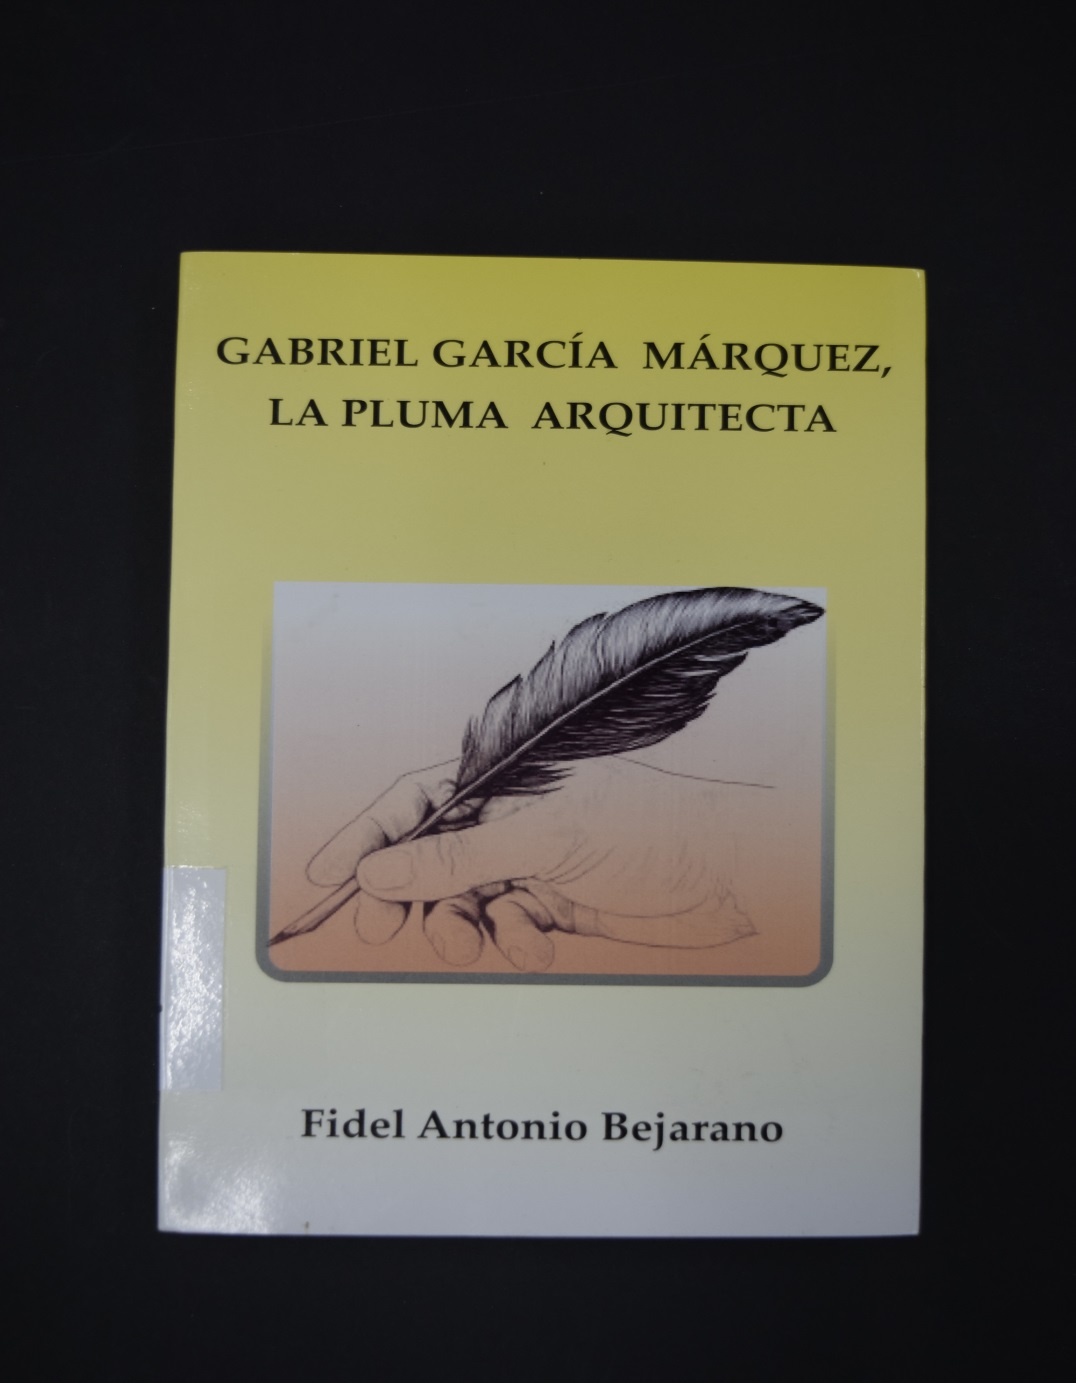 GABRIEL GARCÍA MÁRQUEZ,
LA PLUMA ARQUITECTA
Fidel Antonio Bejarano